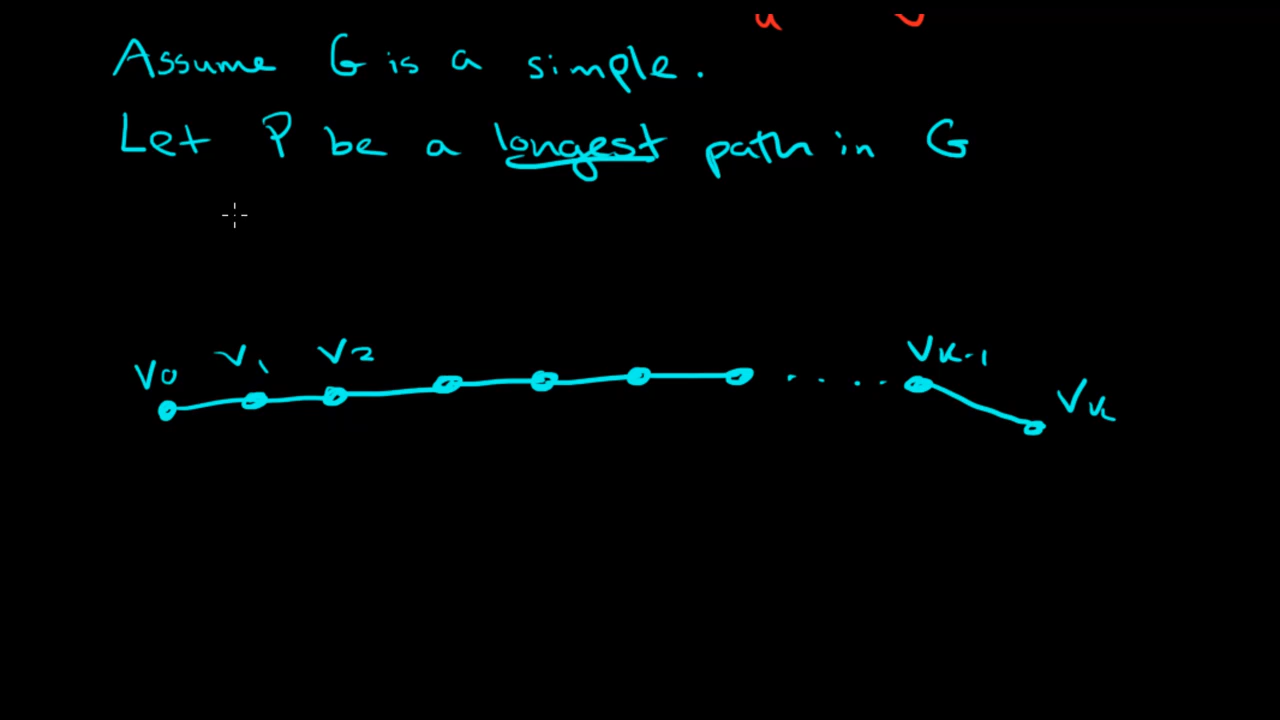 u v
Assume G is a simple.
Let P be a longest path in G
V0 V1 V2 Vk-1 Vk